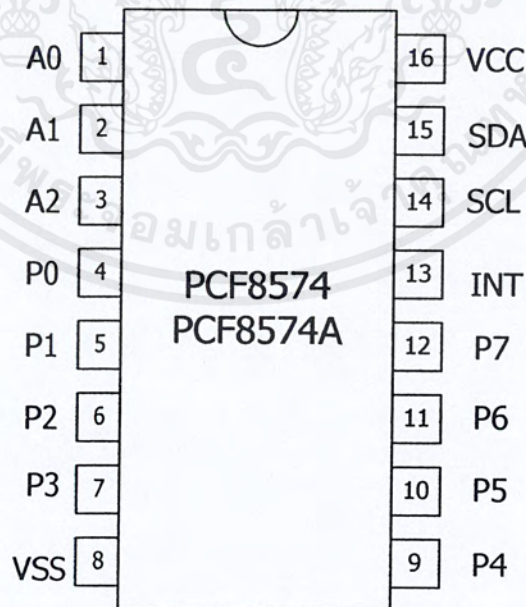 A0 1 16 VCC
A1 2 15 SDA
A2 3 14 SCL
P0 4 13 INT
PCF8574
PCF8574A
P1 5 12 P7
P2 6 11 P6
P3 7 10 P5
VSS 8 9 P4